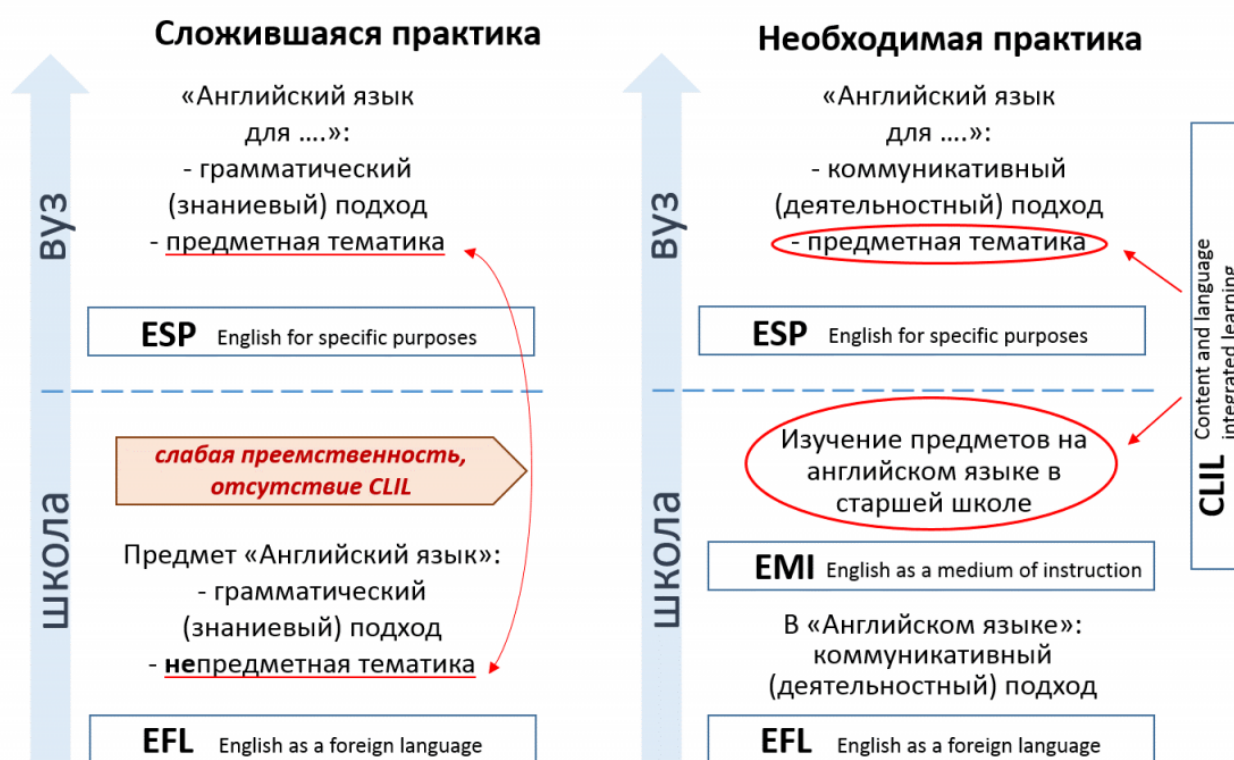 Сложившаяся практика
«Английский язык
для ....»:
- грамматический
(знаниевый) подход
- предметная тематика
вуз
ESP English for specific purposes
слабая преемственность,
отсутствие CLIL
школа
Предмет «Английский язык»:
- грамматический
(знаниевый) подход
- непредметная тематика
EFL English as a foreign language
Необходимая практика
«Английский язык
для ....»:
- коммуникативный
(деятельностный) подход
- предметная тематика
вуз
ESP English for specific purposes
Изучение предметов на
английском языке в
старшей школе
школа
EMI English as a medium of instruction
В «Английском языке»:
коммуникативный
(деятельностный) подход
EFL English as a foreign language
CLIL Content and language
integrated learning